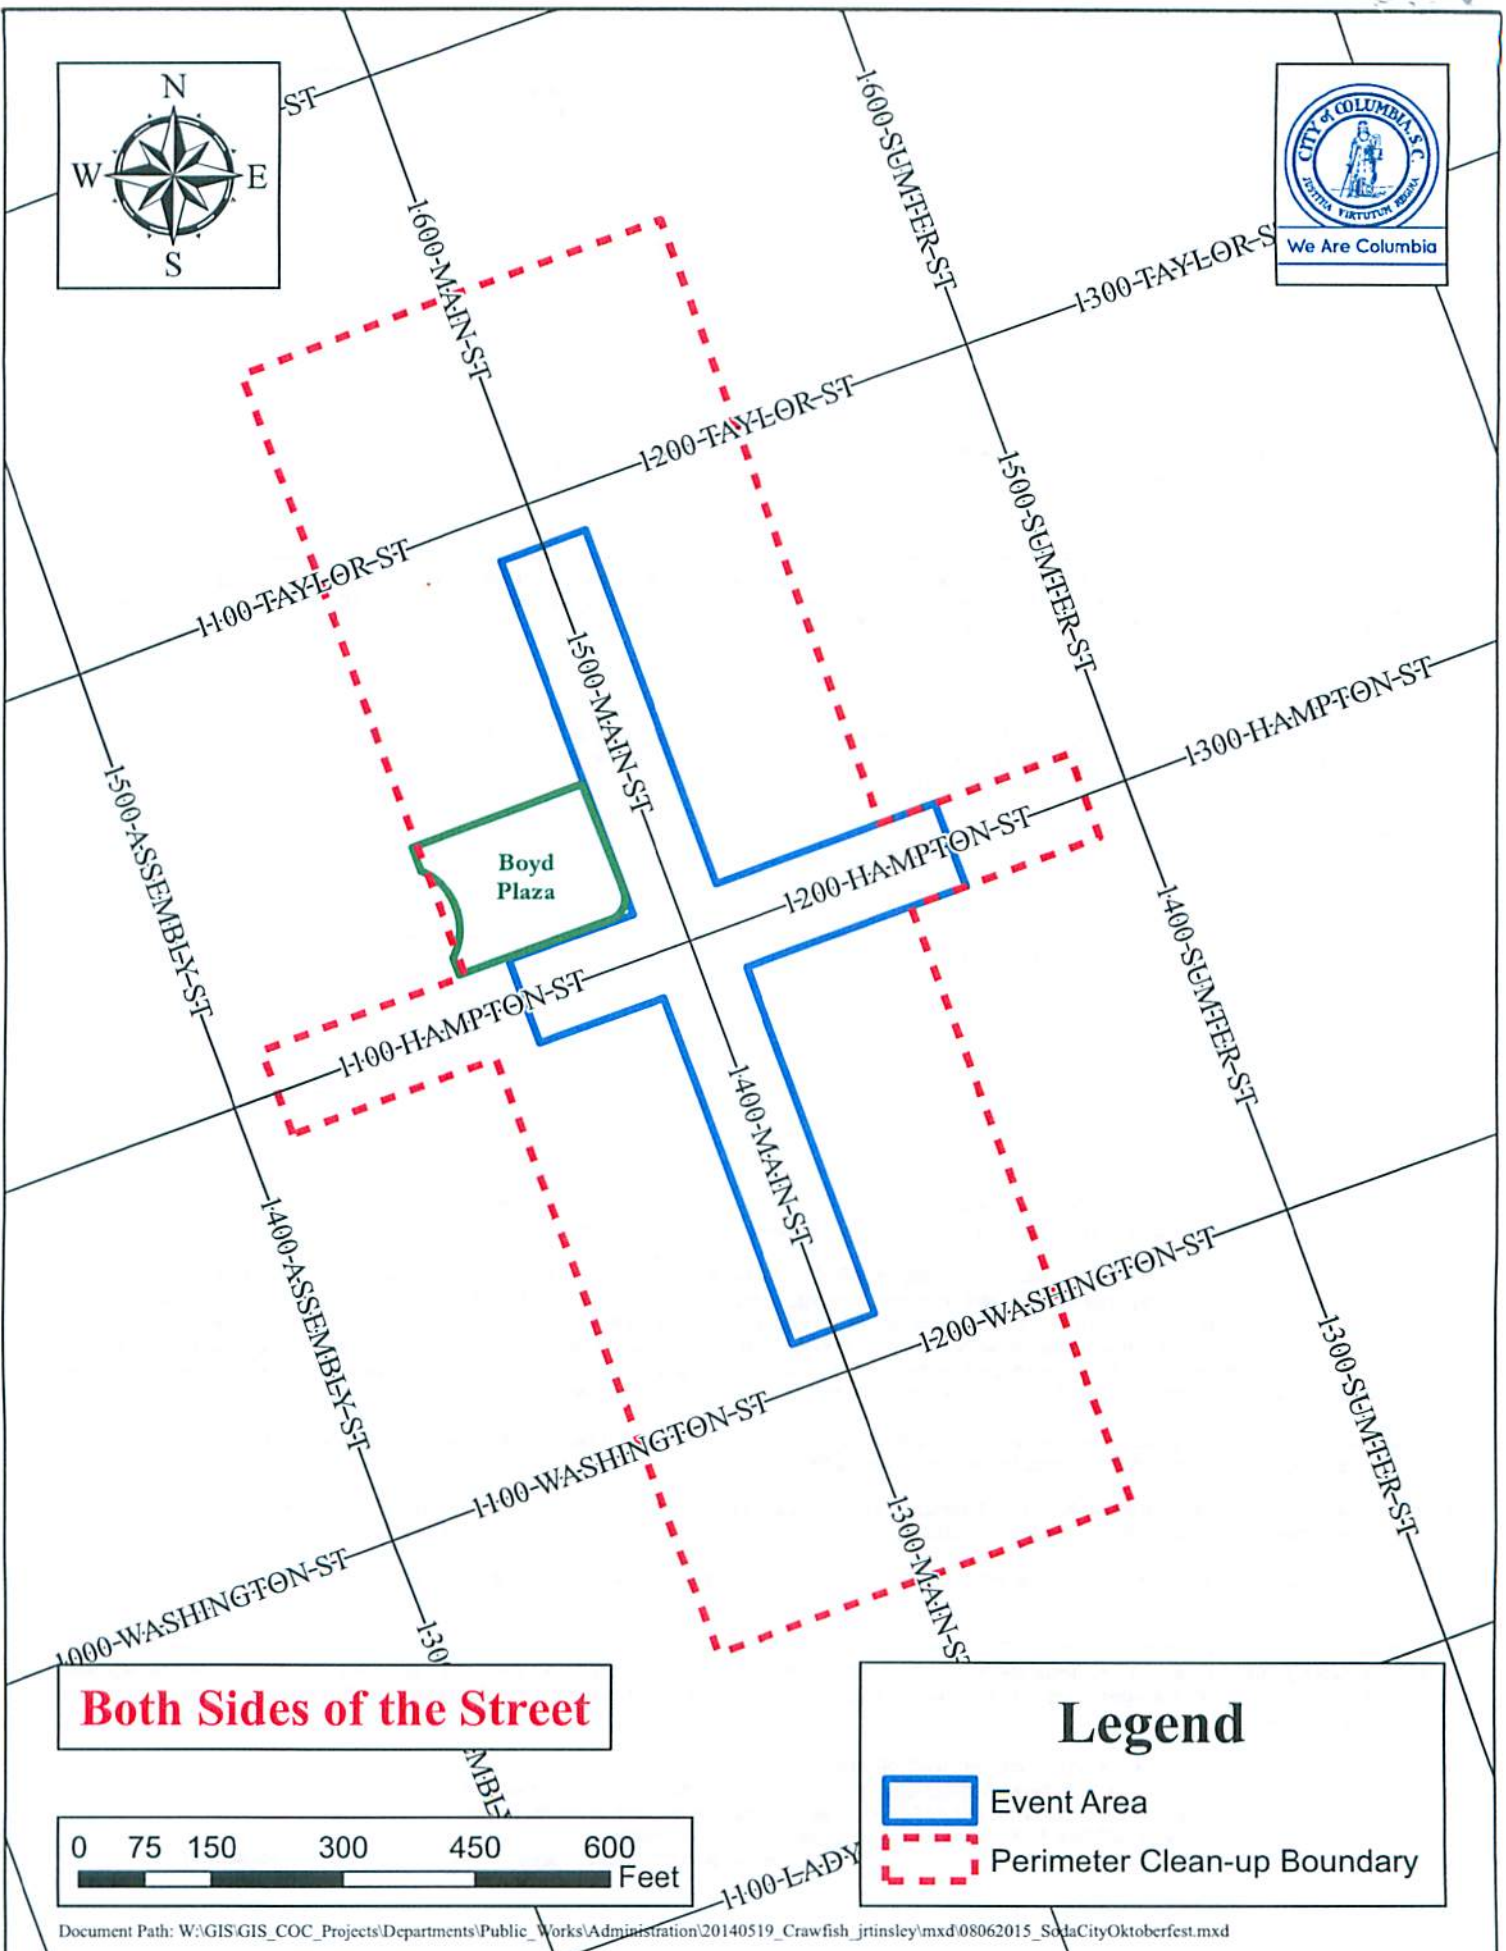 N
W E
S
ST
CITY of COLUMBIA, S.C.
JUSTITIA VIRTUTUM REGINA
We Are Columbia
1600 MAIN ST
1600 SUMTER ST
1300 TAYLOR S
1200 TAYLOR ST
1100 TAYLOR ST
1500 SUMTER ST
1500 MAIN ST
1300 HAMPTON ST
1500 ASSEMBLY ST
Boyd
Plaza
1200 HAMPTON ST
1100 HAMPTON ST
1400 SUMTER ST
1400 MAIN ST
1400 ASSEMBLY ST
1200 WASHINGTON ST
1100 WASHINGTON ST
1300 SUMTER ST
1300 MAIN ST
1000 WASHINGTON ST
130
EMBLY
Both Sides of the Street
Legend
Event Area
Perimeter Clean-up Boundary
0 75 150 300 450 600
Feet
1100 LADY
Document Path: W:\GIS\GIS_COC_Projects\Departments\Public_Works\Administration\20140519_Crawfish_jrtinsley\mxd\08062015_SodaCityOktoberfest.mxd